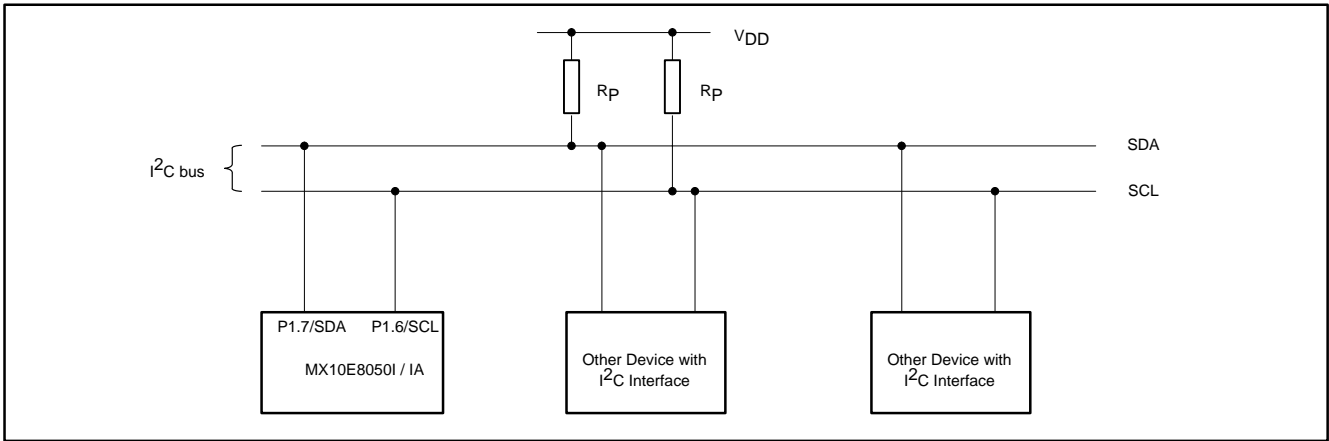 VDD
RP RP
SDA
I2C bus
SCL
P1.7/SDA P1.6/SCL
MX10E8050I / IA
Other Device with
I2C Interface
Other Device with
I2C Interface